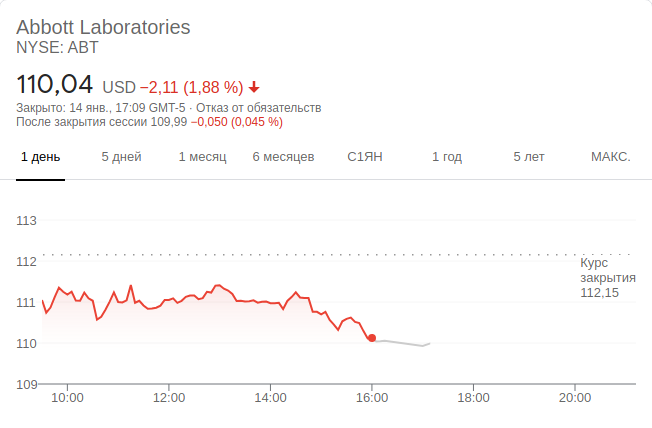 Abbott Laboratories
NYSE: ABT
110,04 USD −2,11 (1,88 %)
Закрыто: 14 янв., 17:09 GMT-5 · Отказ от обязательств
После закрытия сессии 109,99 −0,050 (0,045 %)
1 день 5 дней 1 месяц 6 месяцев С1ЯН 1 год 5 лет МАКС.
113
112
111
110
109
Курс
закрытия
112,15
10:00 12:00 14:00 16:00 18:00 20:00